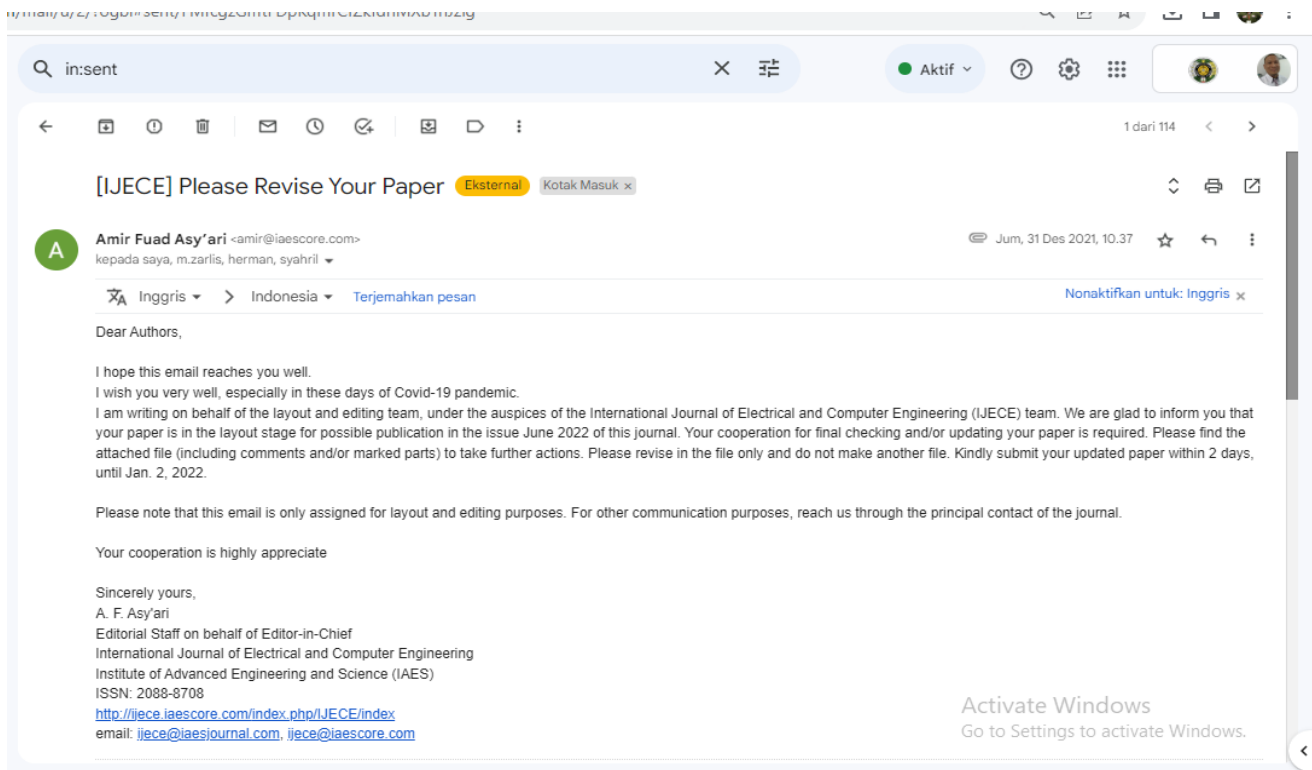 in:sent
Aktif
1 dari 114
[IJECE] Please Revise Your Paper Eksternal Kotak Masuk ×
A
Amir Fuad Asy'ari <amir@iaescore.com>
Jum, 31 Des 2021, 10.37
kepada saya, m.zarlis, herman, syahril
Inggris > Indonesia Terjemahkan pesan
Nonaktifkan untuk: Inggris ×
Dear Authors,
I hope this email reaches you well.
I wish you very well, especially in these days of Covid-19 pandemic.
I am writing on behalf of the layout and editing team, under the auspices of the International Journal of Electrical and Computer Engineering (IJECE) team. We are glad to inform you that
your paper is in the layout stage for possible publication in the issue June 2022 of this journal. Your cooperation for final checking and/or updating your paper is required. Please find the
attached file (including comments and/or marked parts) to take further actions. Please revise in the file only and do not make another file. Kindly submit your updated paper within 2 days,
until Jan. 2, 2022.
Please note that this email is only assigned for layout and editing purposes. For other communication purposes, reach us through the principal contact of the journal.
Your cooperation is highly appreciate
Sincerely yours,
A. F. Asy'ari
Editorial Staff on behalf of Editor-in-Chief
International Journal of Electrical and Computer Engineering
Institute of Advanced Engineering and Science (IAES)
ISSN: 2088-8708
http://ijece.iaescore.com/index.php/IJECE/index
email: ijece@iaesjournal.com, ijece@iaescore.com
Activate Windows
Go to Settings to activate Windows.